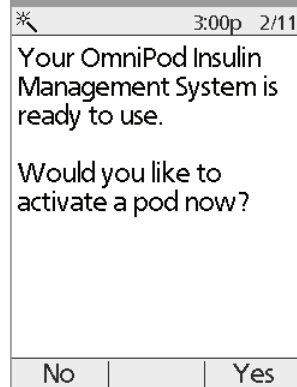 3:00p 2/11
Your OmniPod Insulin
Management System is
ready to use.
Would you like to
activate a pod now?
No Yes